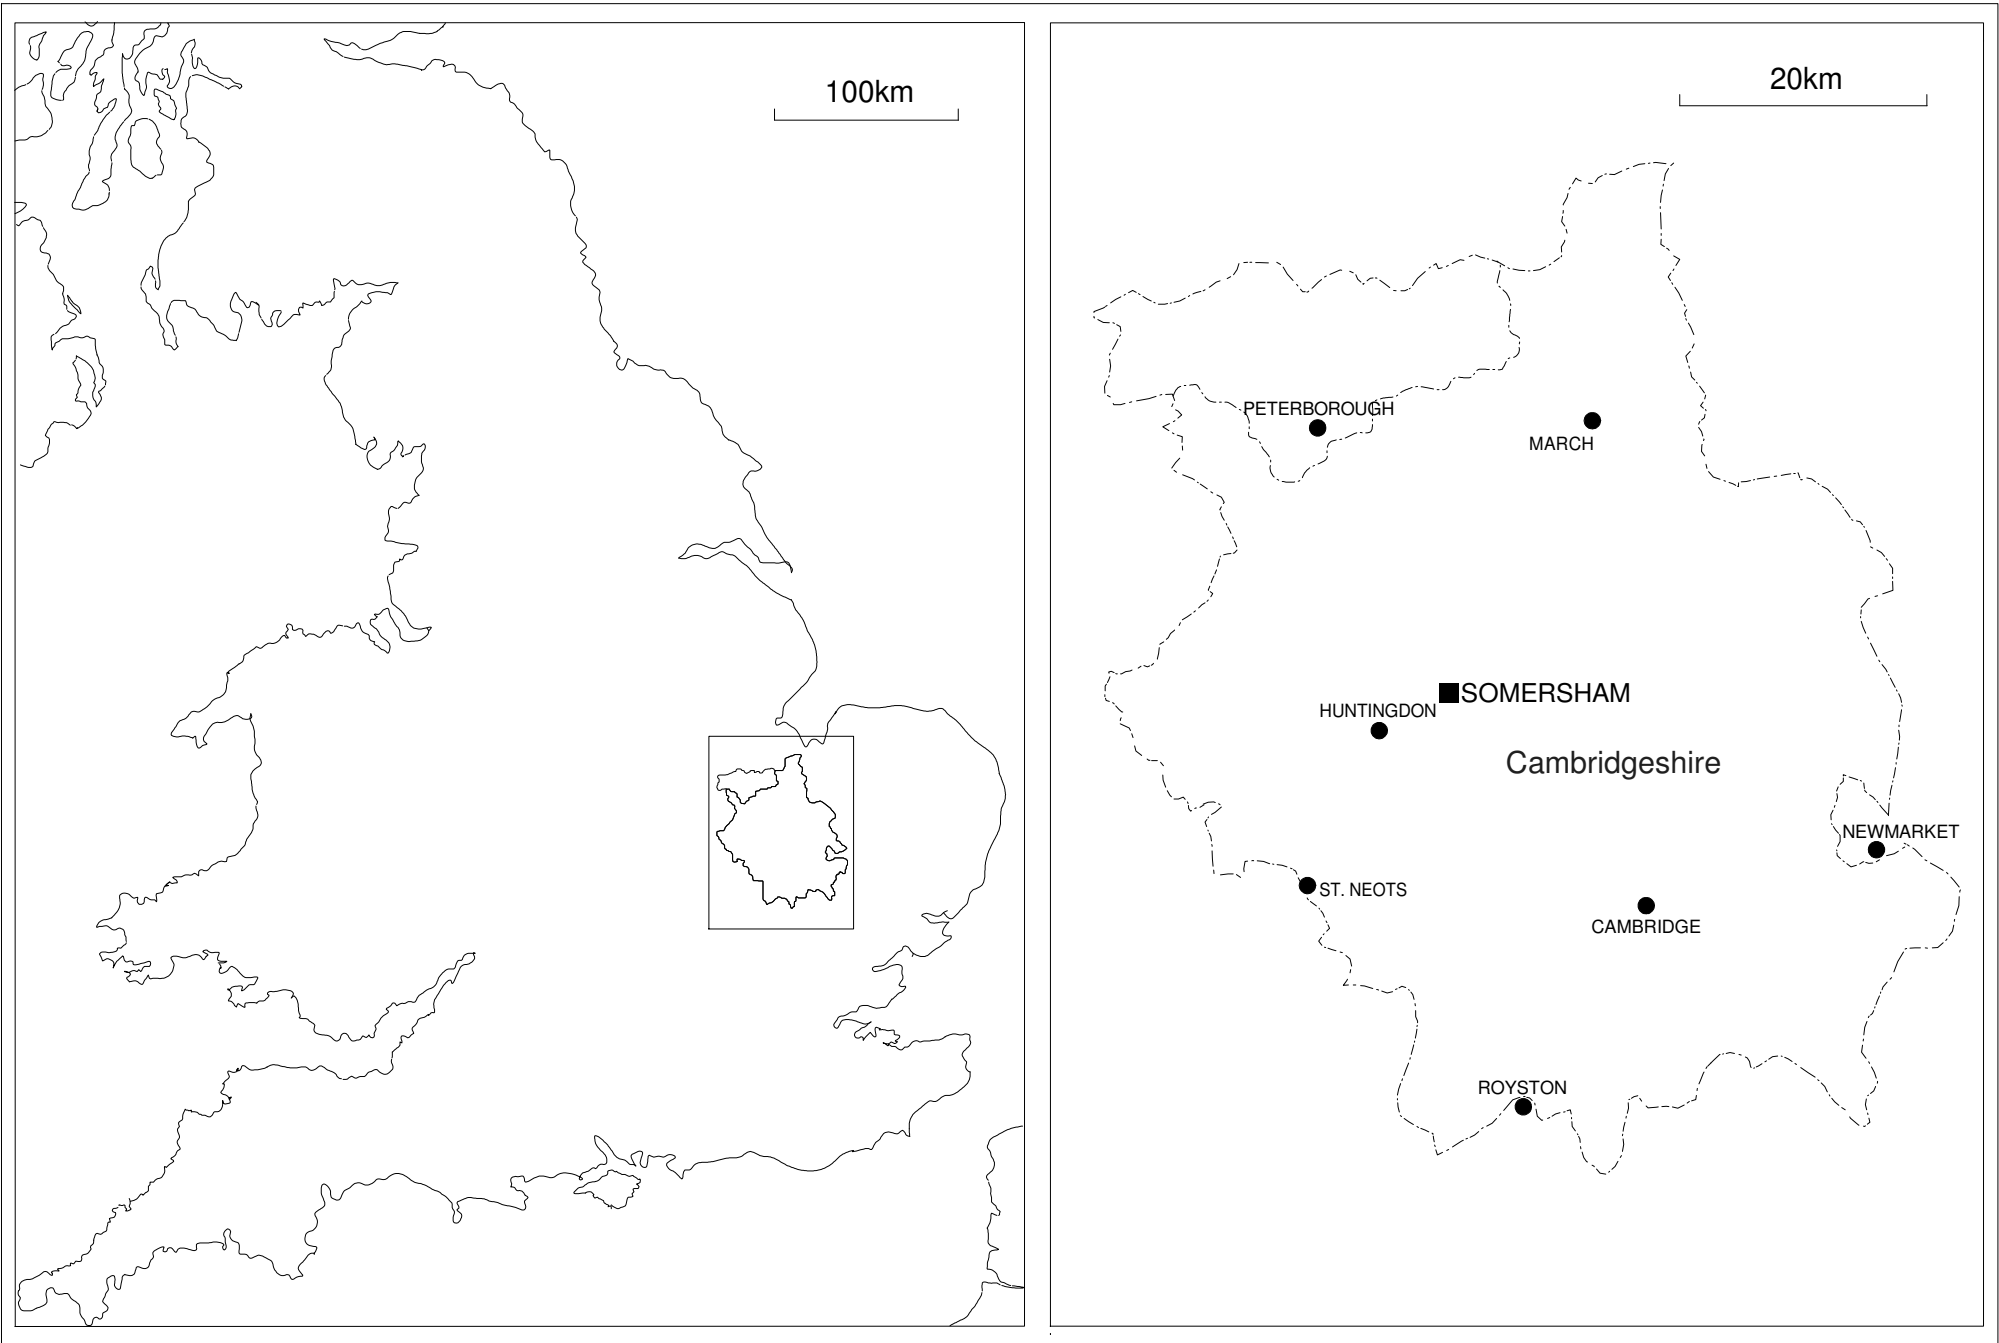 100km
20km
PETERBOROUGH
MARCH
SOMERSHAM
HUNTINGDON
Cambridgeshire
NEWMARKET
ST. NEOTS
CAMBRIDGE
ROYSTON